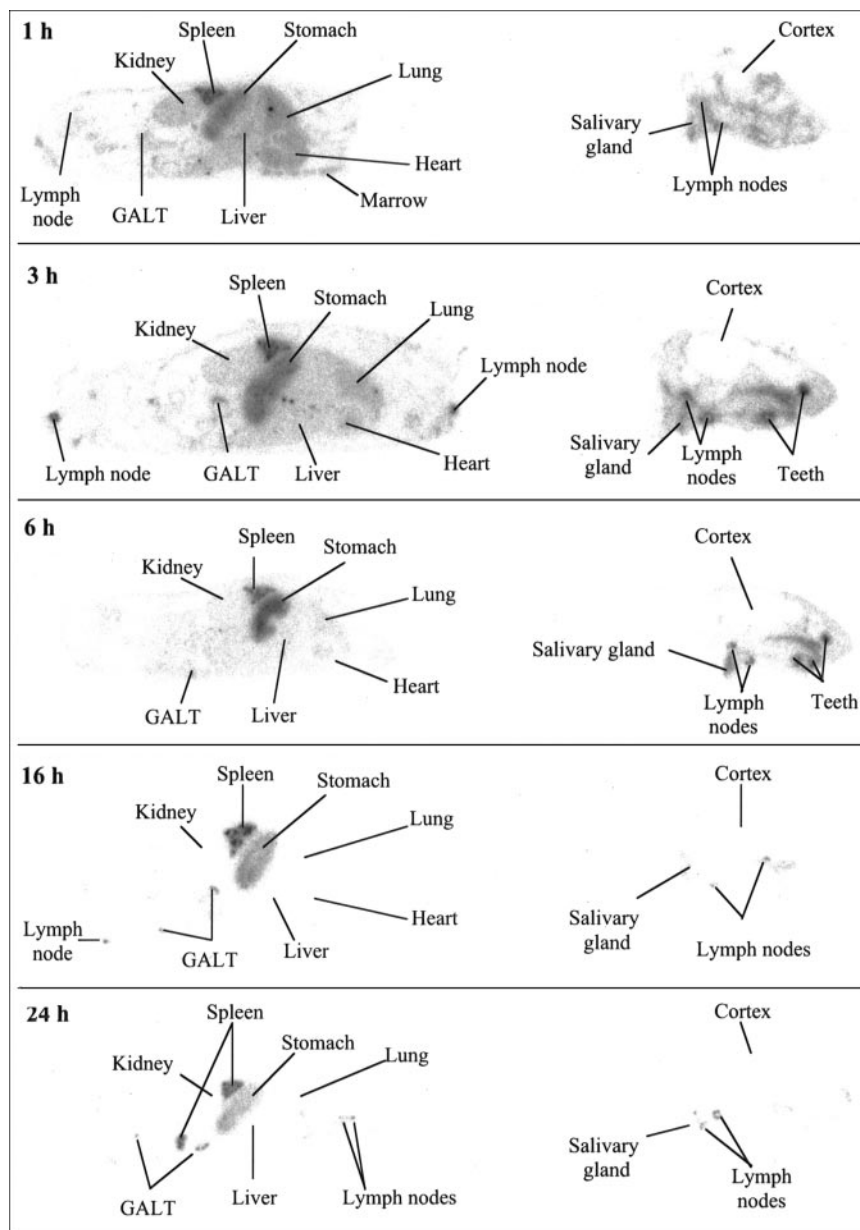 1 h
Spleen
Stomach
Kidney
Lung
Heart
Marrow
Liver
GALT
Lymph
node
Cortex
Salivary
gland
Lymph nodes
3 h
Spleen
Stomach
Kidney
Lung
Lymph node
Lymph node
GALT
Liver
Heart
Cortex
Salivary
gland
Lymph
nodes
Teeth
6 h
Spleen
Stomach
Kidney
Lung
Heart
Liver
GALT
Cortex
Salivary gland
Lymph
nodes
Teeth
16 h
Spleen
Stomach
Kidney
Lung
Heart
Liver
GALT
Lymph
node
Cortex
Salivary
gland
Lymph nodes
24 h
Spleen
Stomach
Kidney
Lung
GALT
Liver
Lymph nodes
Cortex
Salivary
gland
Lymph
nodes